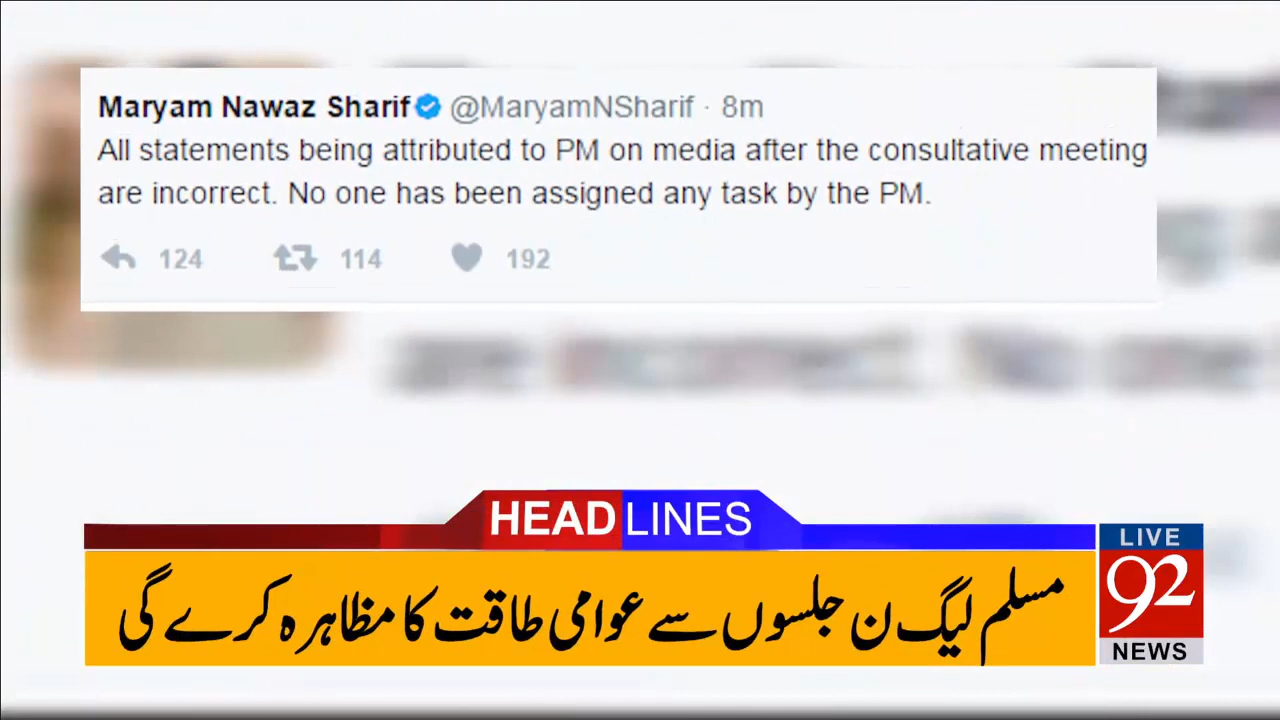 Maryam Nawaz Sharif @MaryamNSharif · 8m
All statements being attributed to PM on media after the consultative meeting
are incorrect. No one has been assigned any task by the PM.
124 114 192
HEADLINES
مسلم لیگ ن جلسوں سے عوامی طاقت کا مظاہرہ کرے گی
LIVE
92
NEWS